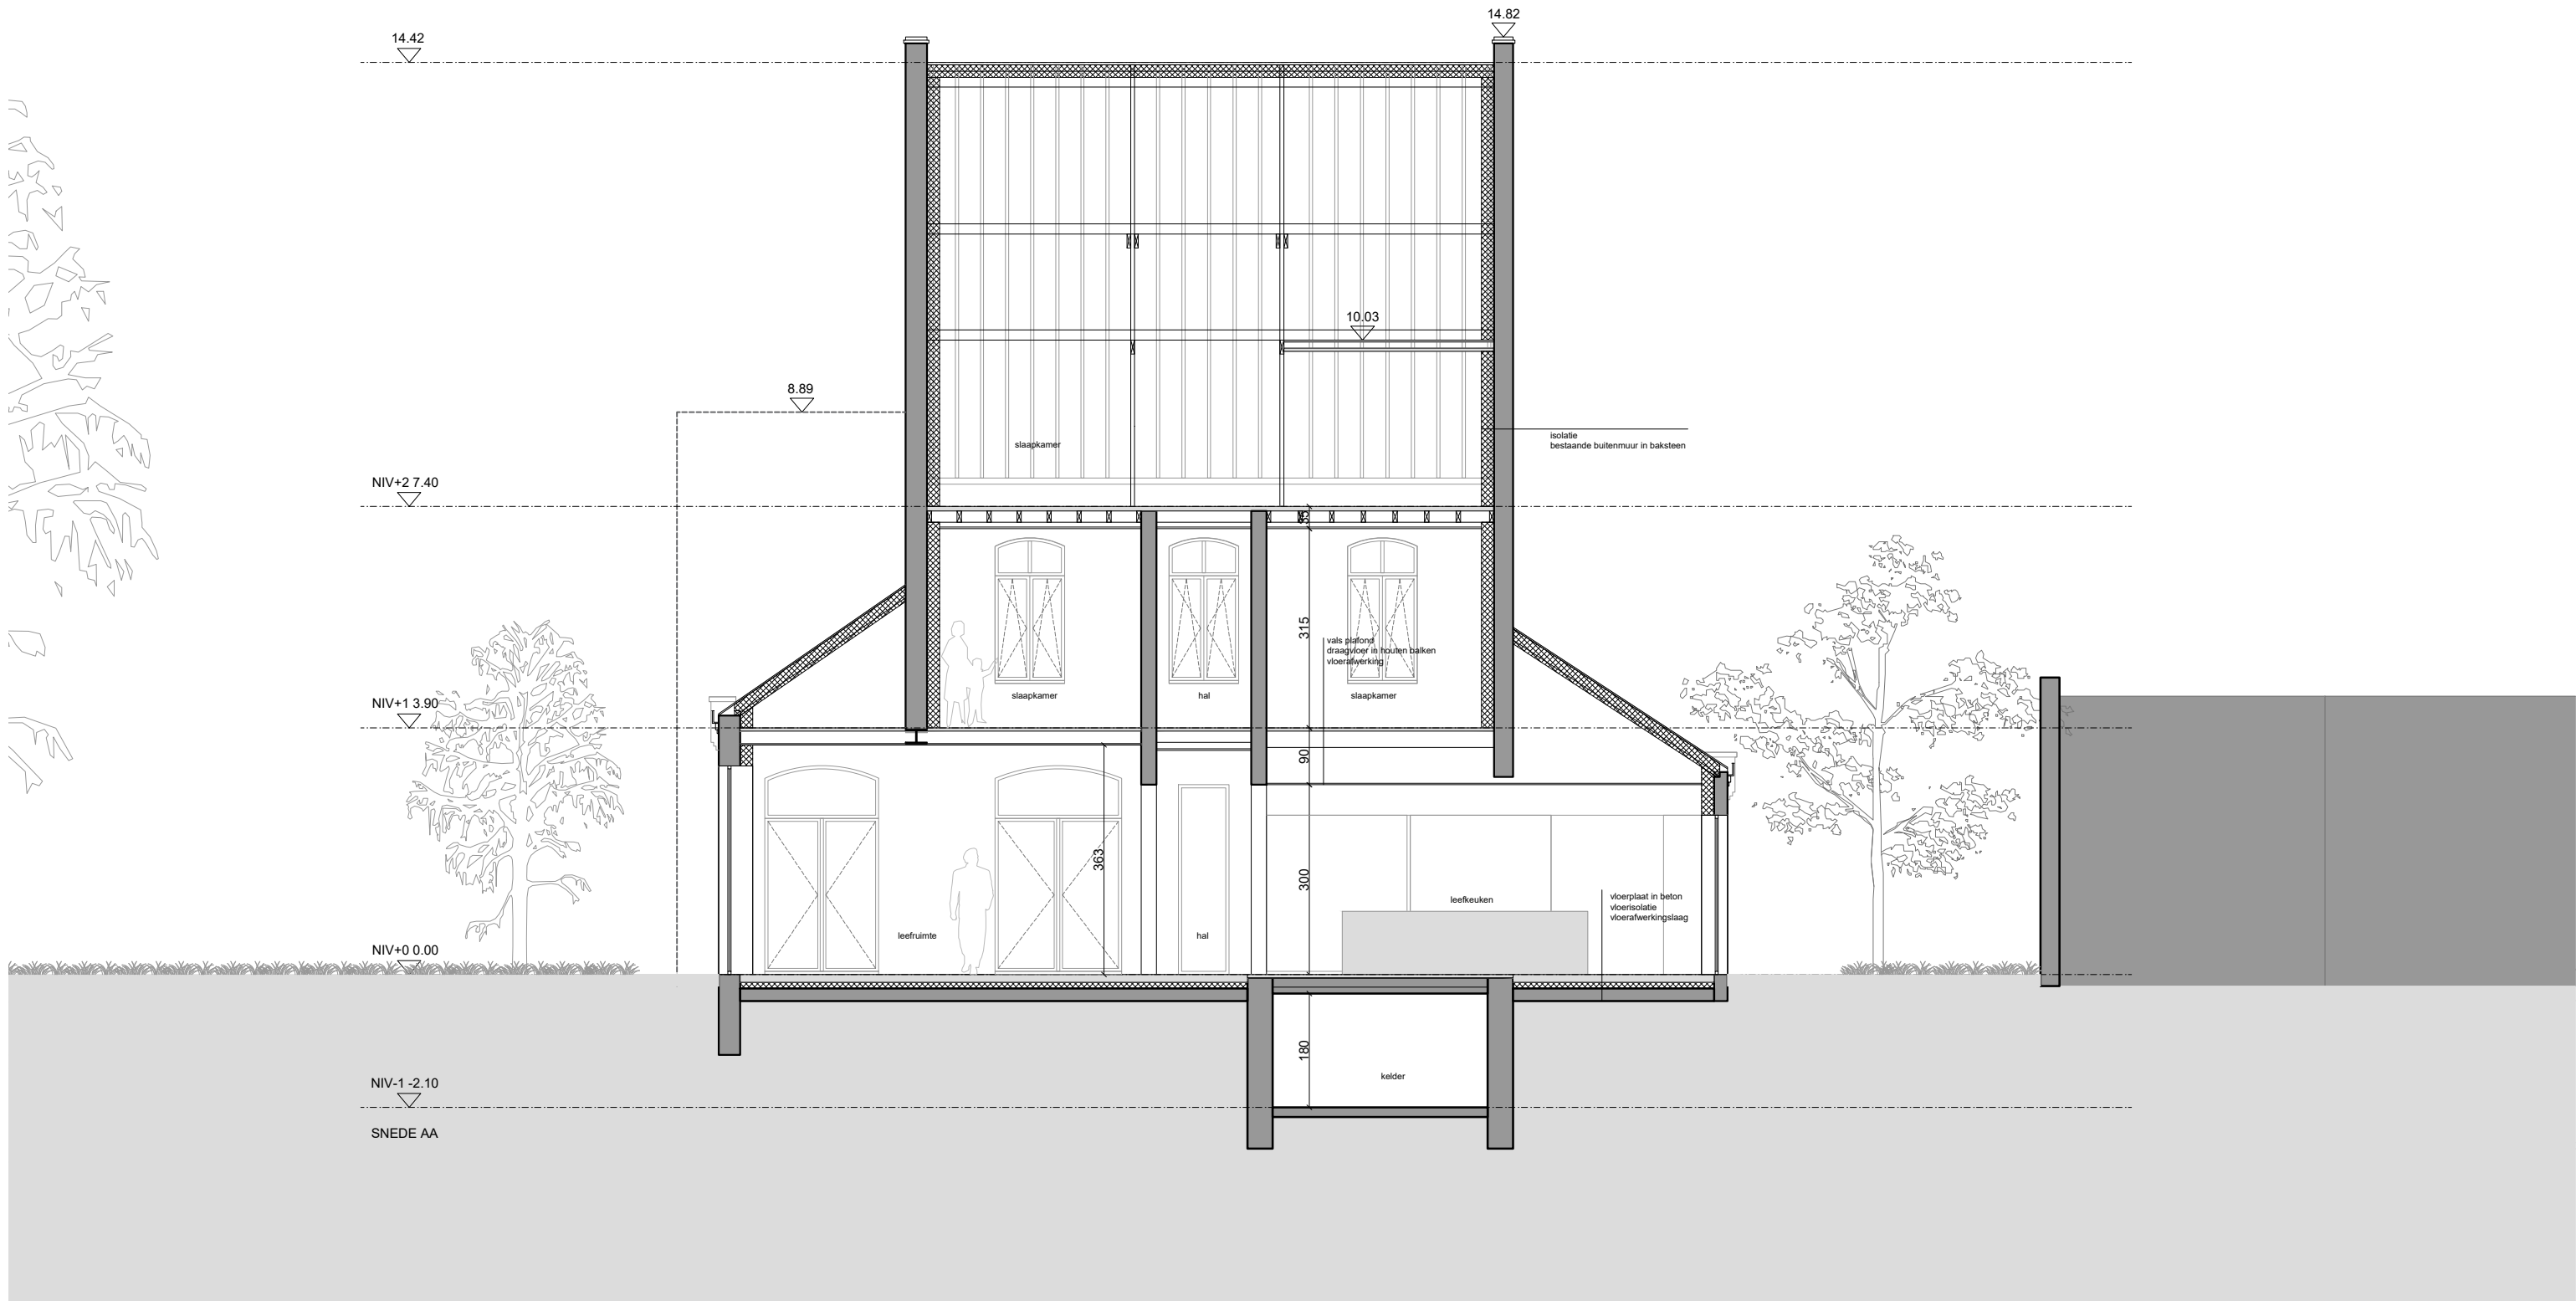 14.82
14.42
10.03
8.89
slaapkamer
isolatie
bestaande buitenmuur in baksteen
NIV+2 7.40
35
315
vals plafond
draagvloer in houten balken
vloerafwerking
slaapkamer
hal
slaapkamer
NIV+1 3.90
90
363
300
leefkeuken
vloerplaat in beton
vloerisolatie
vloerafwerkingslaag
leefruimte
hal
NIV+0 0.00
180
kelder
NIV-1 -2.10
SNEDE AA